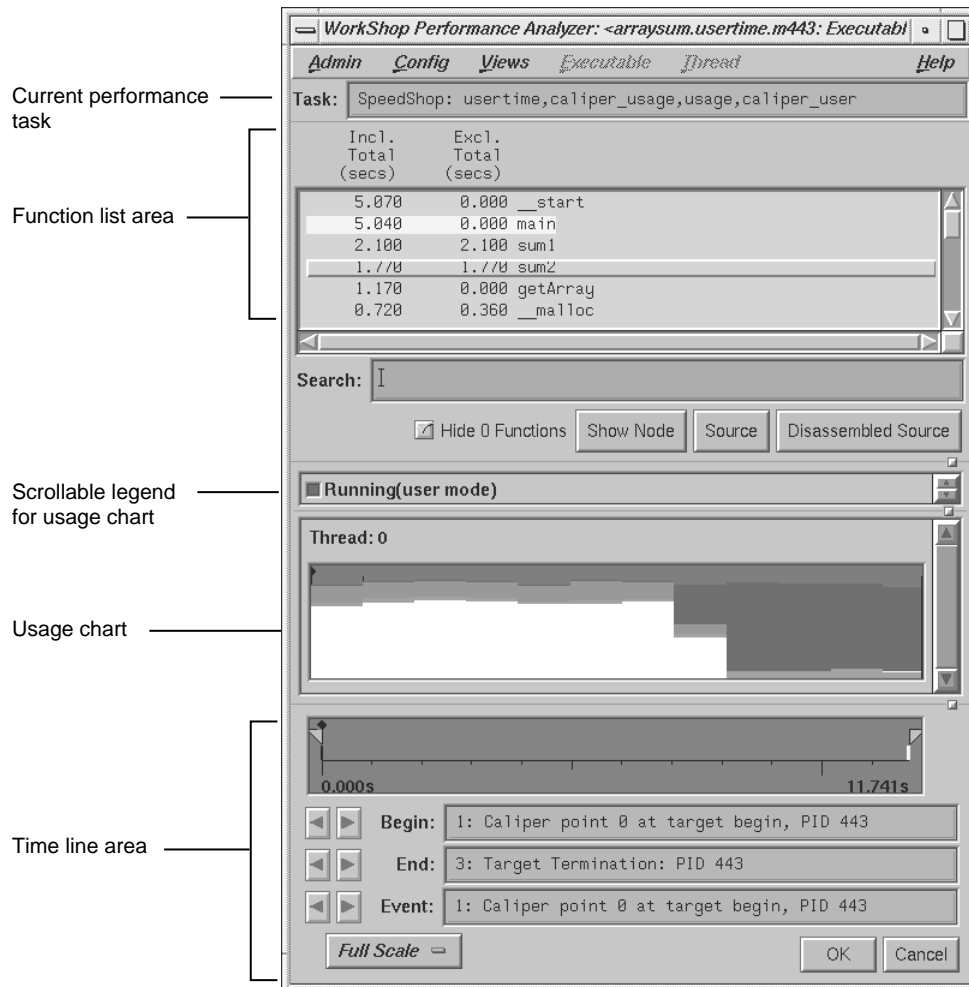 WorkShop Performance Analyzer: <arraysum.usertime.m443: Executabl
Admin Config Views Executable Thread Help
Current performance
task
Task: SpeedShop: usertime,caliper_usage,usage,caliper_user
Incl. Excl.
Total Total
(secs) (secs)
Function list area
5.070 0.000 __start
5.040 0.000 main
2.100 2.100 sum1
1.770 1.770 sum2
1.170 0.000 getArray
0.720 0.360 __malloc
Search:
Hide 0 Functions Show Node Source Disassembled Source
Scrollable legend
for usage chart
Running(user mode)
Thread: 0
Usage chart
0.000s 11.741s
Time line area
Begin: 1: Caliper point 0 at target begin, PID 443
End: 3: Target Termination: PID 443
Event: 1: Caliper point 0 at target begin, PID 443
Full Scale OK Cancel